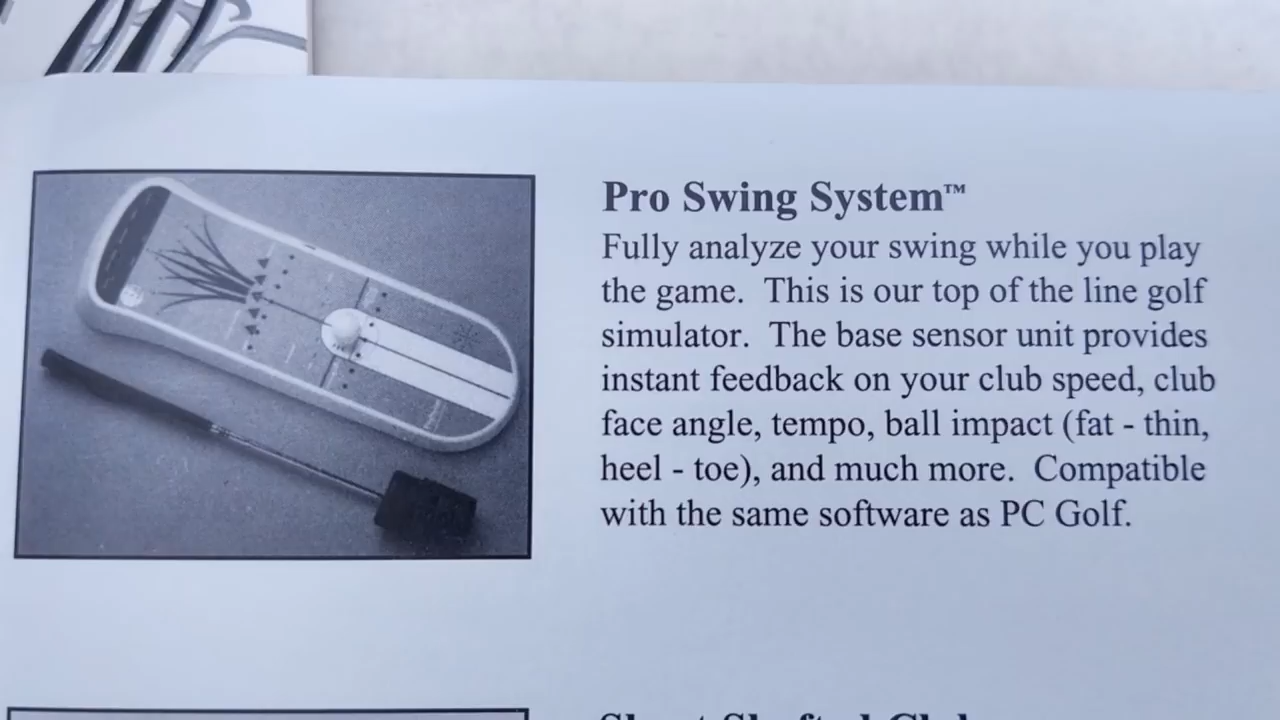 Pro Swing System™
Fully analyze your swing while you play
the game.  This is our top of the line golf
simulator.  The base sensor unit provides
instant feedback on your club speed, club
face angle, tempo, ball impact (fat - thin,
heel - toe), and much more.  Compatible
with the same software as PC Golf.